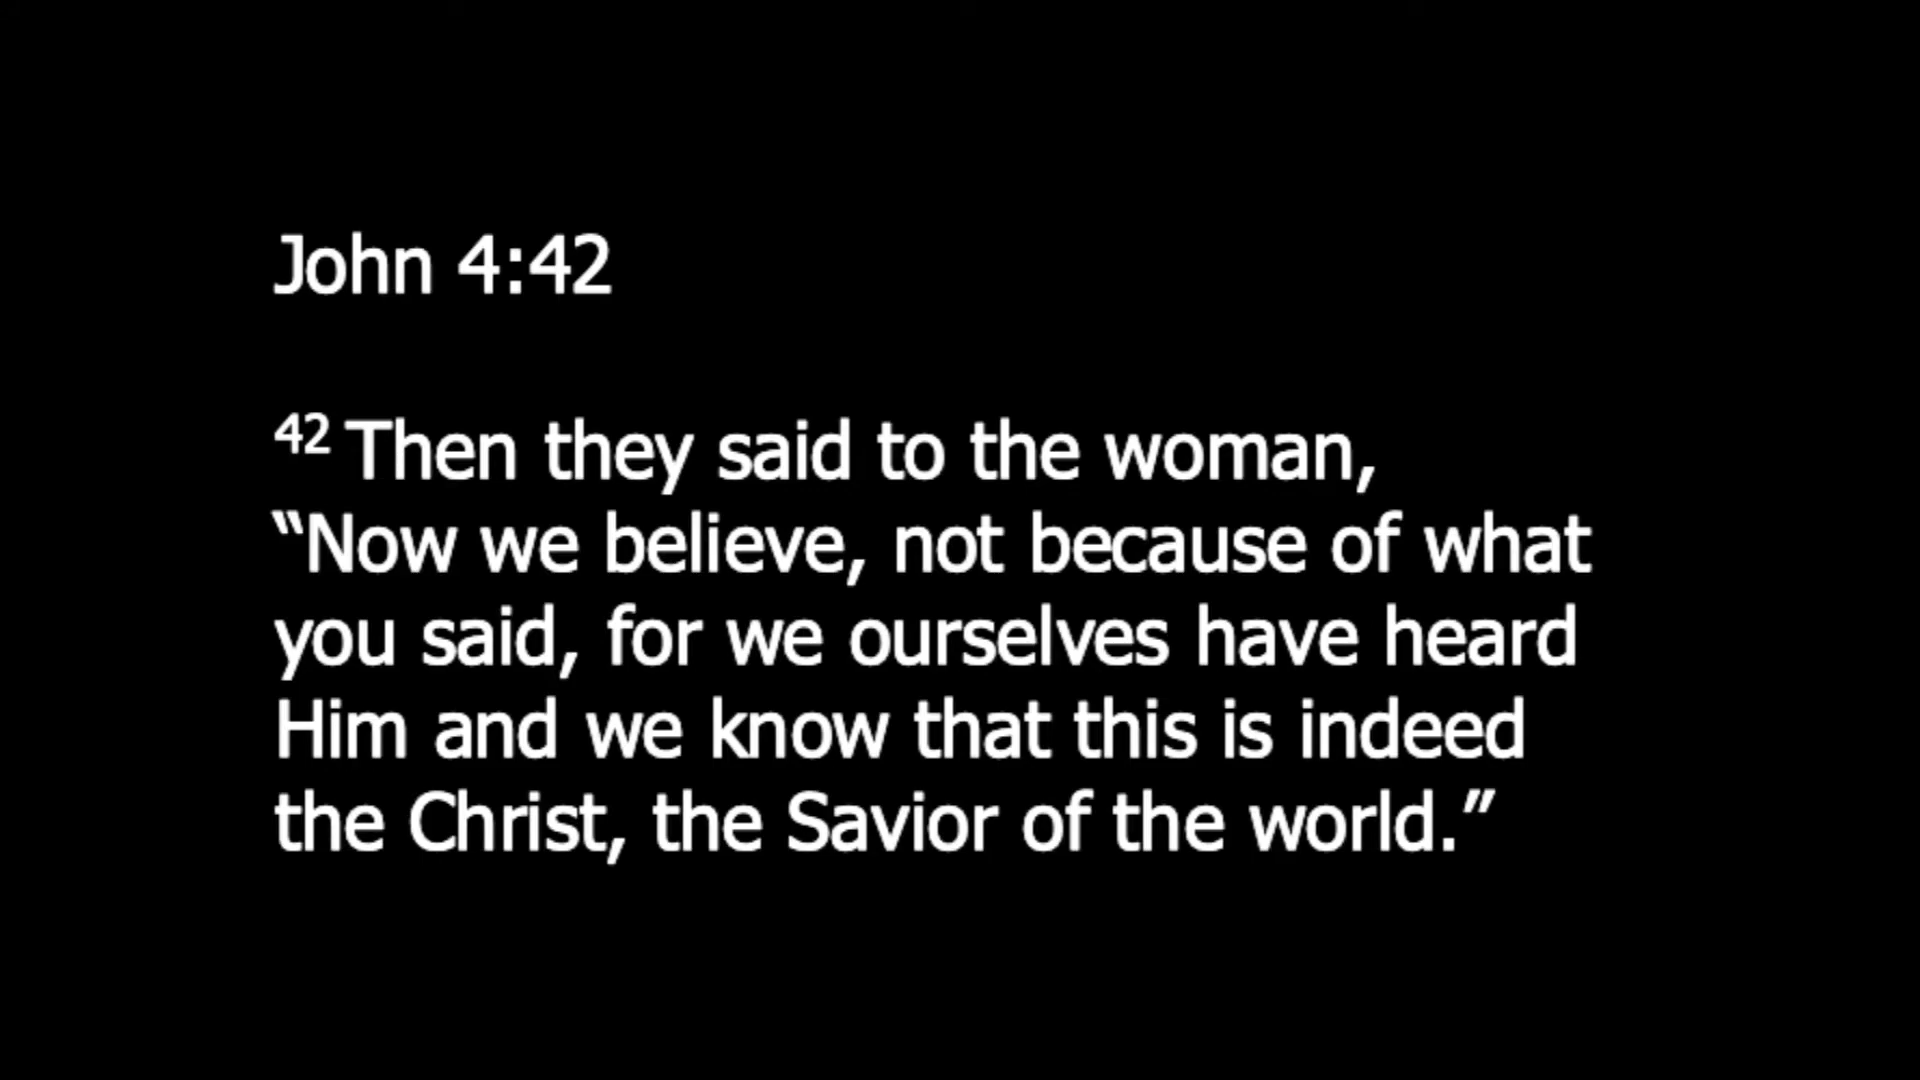 John 4:42
42 Then they said to the woman,
“Now we believe, not because of what
you said, for we ourselves have heard
Him and we know that this is indeed
the Christ, the Savior of the world.”